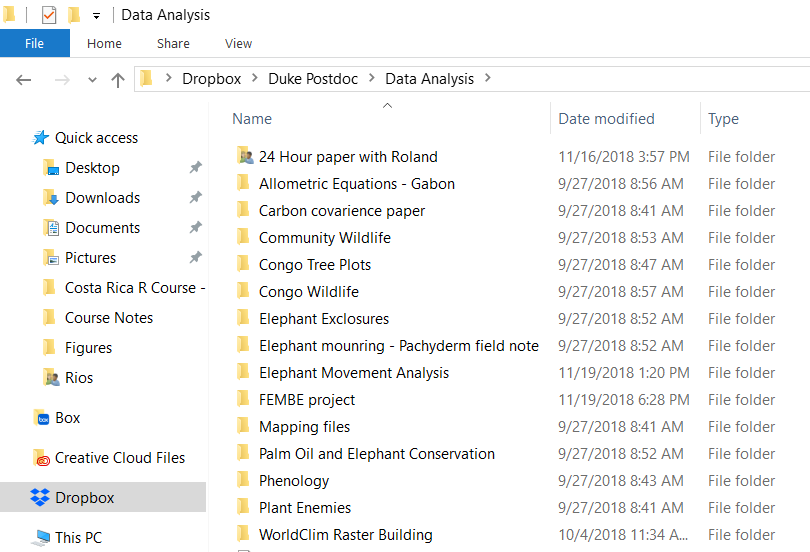 Data Analysis
File Home Share View
Dropbox Duke Postdoc Data Analysis
Name Date modified Type
Quick access
Desktop
Downloads
Documents
Pictures
Costa Rica R Course -
Course Notes
Figures
Rios
Box
Creative Cloud Files
Dropbox
This PC
24 Hour paper with Roland 11/16/2018 3:57 PM File folder
Allometric Equations - Gabon 9/27/2018 8:56 AM File folder
Carbon covarience paper 9/27/2018 8:41 AM File folder
Community Wildlife 9/27/2018 8:53 AM File folder
Congo Tree Plots 9/27/2018 8:47 AM File folder
Congo Wildlife 9/27/2018 8:57 AM File folder
Elephant Exclosures 9/27/2018 8:52 AM File folder
Elephant mounring - Pachyderm field note 9/27/2018 8:52 AM File folder
Elephant Movement Analysis 11/19/2018 1:20 PM File folder
FEMBE project 11/19/2018 6:28 PM File folder
Mapping files 9/27/2018 8:41 AM File folder
Palm Oil and Elephant Conservation 9/27/2018 8:52 AM File folder
Phenology 9/27/2018 8:43 AM File folder
Plant Enemies 9/27/2018 8:41 AM File folder
WorldClim Raster Building 10/4/2018 11:34 A... File folder